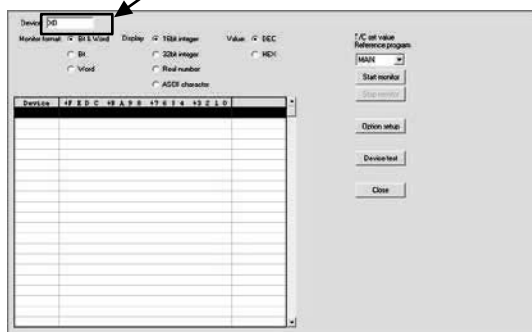 Device: X0
Monitor format: Bit & Word Display: 16bit integer Value: DEC
Bit 32bit integer HEX
Word Real number
ASCII character
T/C set value
Reference program
MAIN
Start monitor
Stop monitor
Option setup
Device test
Close
Device +F E D C +B A 9 8 +7 6 5 4 +3 2 1 0